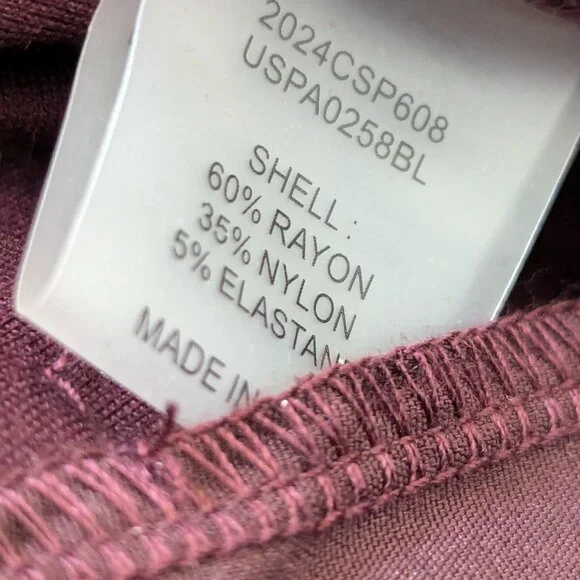 2024CSP608
USPA0258BL
SHELL:
60% RAYON
35% NYLON
5% ELASTAN
MADE IN